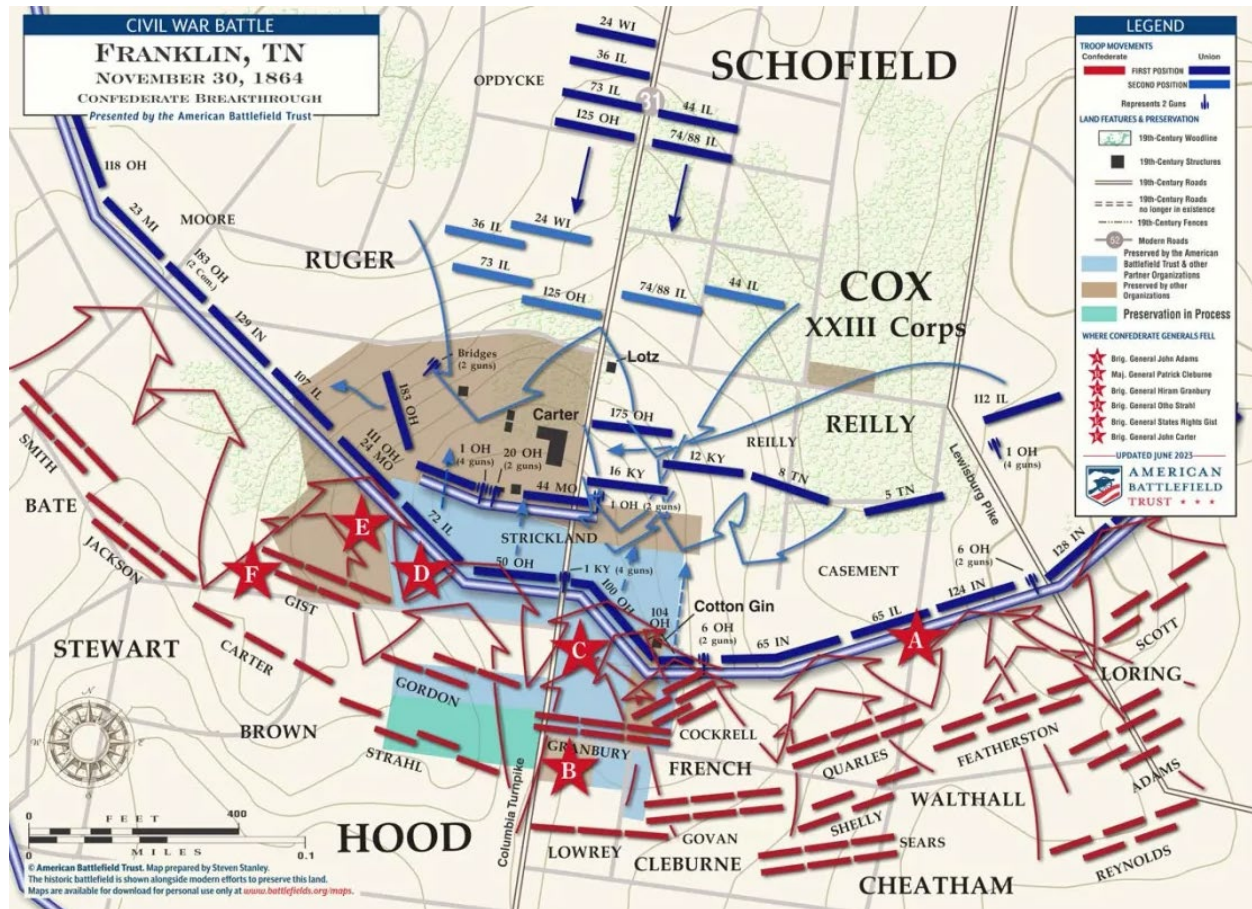 CIVIL WAR BATTLE
FRANKLIN, TN
NOVEMBER 30, 1864
CONFEDERATE BREAKTHROUGH
Presented by the American Battlefield Trust
LEGEND
TROOP MOVEMENTS
Confederate
Union
FIRST POSITION
SECOND POSITION
Represents 2 Guns
LAND FEATURES & PRESERVATION
19th-Century Woodline
19th-Century Structures
19th-Century Roads
19th-Century Roads
no longer in existence
19th-Century Fences
52
Modern Roads
Preserved by the American
Battlefield Trust & other
Partner Organizations
Preserved by other
Organizations
Preservation in Process
WHERE CONFEDERATE GENERALS FELL
Brig. General John Adams
Maj. General Patrick Cleburne
Brig. General Hiram Granbury
Brig. General Otho Strahl
Brig. General States Rights Gist
Brig. General John Carter
UPDATED JUNE 2023
AMERICAN
BATTLEFIELD
TRUST
24 WI
36 IL
73 IL
125 OH
31
44 IL
74/88 IL
OPDYCKE
SCHOFIELD
118 OH
23 MI
MOORE
183 OH
(2 Com.)
129 IN
107 IL
RUGER
36 IL
24 WI
73 IL
125 OH
74/88 IL
44 IL
COX
XXIII Corps
Bridges
(2 guns)
Lotz
183 OH
Carter
175 OH
111 OH/
24 MO
1 OH
(4 guns)
20 OH
(2 guns)
44 MO
16 KY
1 OH (2 guns)
12 KY
REILLY
REILLY
8 TN
5 TN
112 IL
1 OH
(4 guns)
Lewisburg Pike
72 IL
STRICKLAND
50 OH
1 KY (4 guns)
100 OH
104
OH
Cotton Gin
6 OH
(2 guns)
CASEMENT
65 IN
65 IL
124 IN
6 OH
(2 guns)
128 IN
SMITH
BATE
JACKSON
F
E
D
GIST
STEWART
CARTER
BROWN
GORDON
STRAHL
C
B
GRANBURY
COCKRELL
FRENCH
A
QUARLES
FEATHERSTON
SCOTT
LORING
ADAMS
WALTHALL
SHELLY
SEARS
REYNOLDS
GOVAN
LOWREY
CLEBURNE
CHEATHAM
HOOD
Columbia Turnpike
N
W
E
S
FEET
0
400
MILES
0
0.1
© American Battlefield Trust. Map prepared by Steven Stanley.
The historic battlefield is shown alongside modern efforts to preserve this land.
Maps are available for download for personal use only at www.battlefields.org/maps.